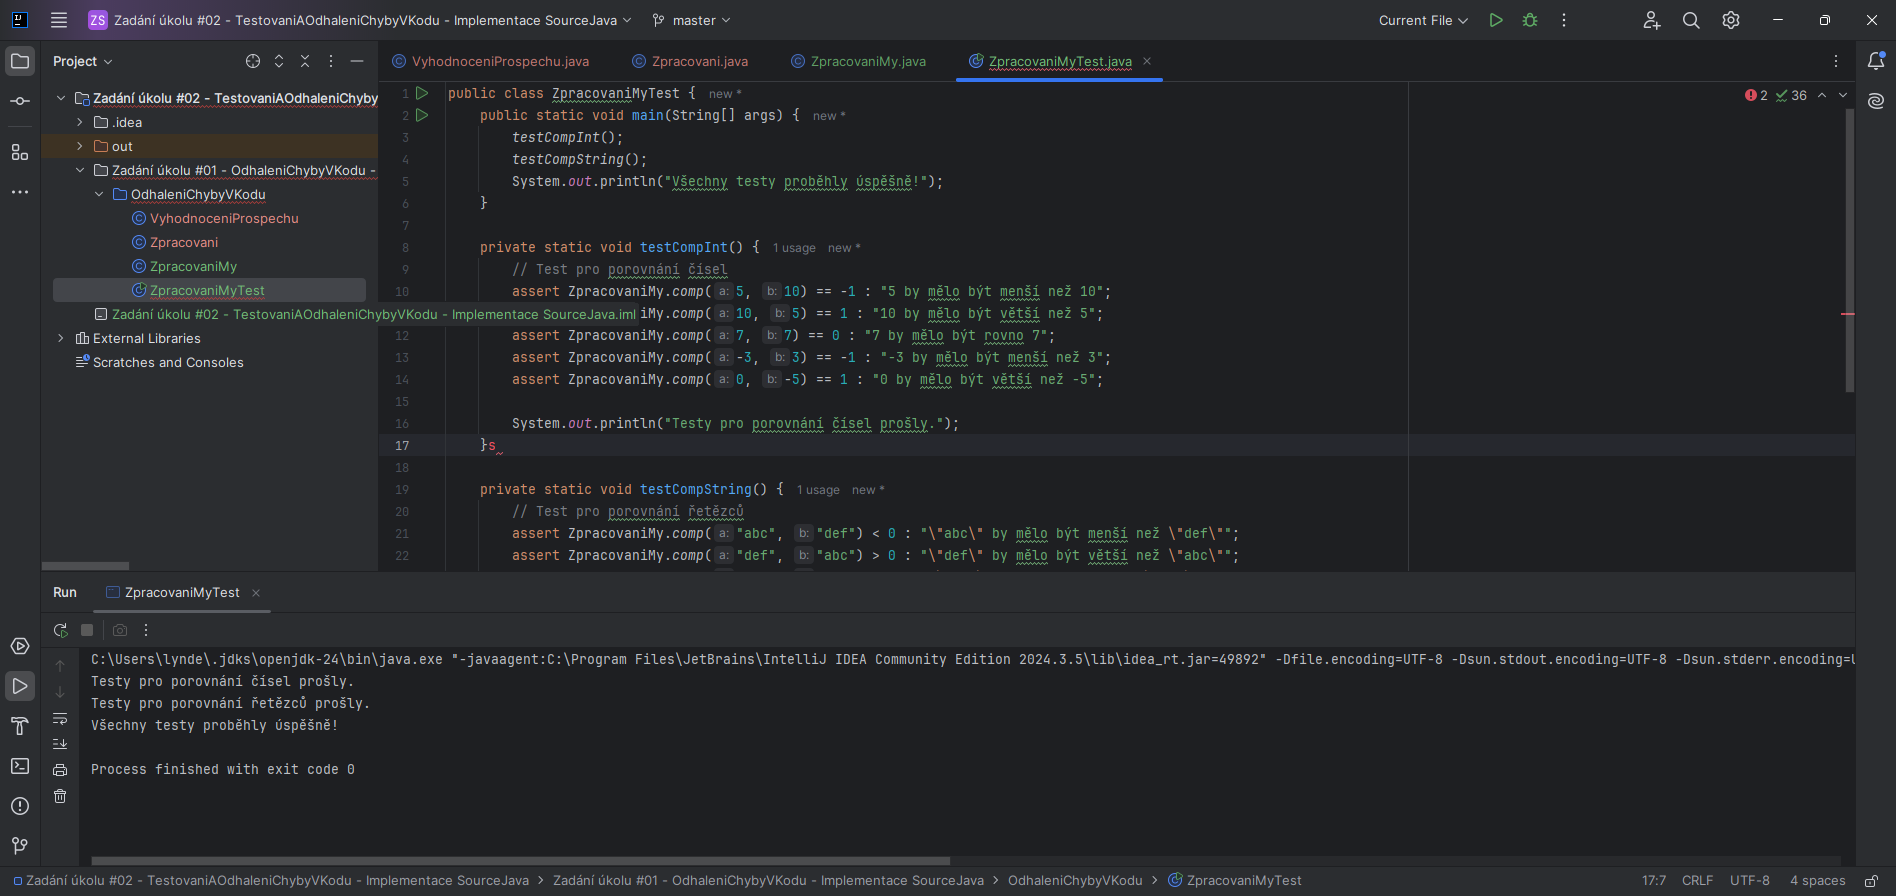 ZS Zadání úkolu #02 - TestovaniAOdhaleniChybyVKodu - Implementace SourceJava master Current File
Project
VyhodnoceniProspechu.java Zpracovani.java ZpracovaniMy.java ZpracovaniMyTest.java
Zadání úkolu #02 - TestovaniAOdhaleniChyby
.idea
out
Zadání úkolu #01 - OdhaleniChybyVKodu -
OdhaleniChybyVKodu
VyhodnoceniProspechu
Zpracovani
ZpracovaniMy
ZpracovaniMyTest
Zadání úkolu #02 - TestovaniAOdhaleniChybyVKodu - Implementace SourceJava.iml
External Libraries
Scratches and Consoles
2 36
1 public class ZpracovaniMyTest { new *
2 public static void main(String[] args) { new *
3 testCompInt();
4 testCompString();
5 System.out.println("Všechny testy proběhly úspěšně!");
6 }
7
8 private static void testCompInt() { 1 usage new *
9 // Test pro porovnání čísel
10 assert ZpracovaniMy.comp( a: 5, b: 10) == -1 : "5 by mělo být menší než 10";
iMy.comp( a: 10, b: 5) == 1 : "10 by mělo být větší než 5";
12 assert ZpracovaniMy.comp( a: 7, b: 7) == 0 : "7 by mělo být rovno 7";
13 assert ZpracovaniMy.comp( a: -3, b: 3) == -1 : "-3 by mělo být menší než 3";
14 assert ZpracovaniMy.comp( a: 0, b: -5) == 1 : "0 by mělo být větší než -5";
15
16 System.out.println("Testy pro porovnání čísel prošly.");
17 }s
18
19 private static void testCompString() { 1 usage new *
20 // Test pro porovnání řetězců
21 assert ZpracovaniMy.comp( a: "abc", b: "def") < 0 : "\"abc\" by mělo být menší než \"def\"";
22 assert ZpracovaniMy.comp( a: "def", b: "abc") > 0 : "\"def\" by mělo být větší než \"abc\"";
Run ZpracovaniMyTest
C:\Users\lynde\.jdks\openjdk-24\bin\java.exe "-javaagent:C:\Program Files\JetBrains\IntelliJ IDEA Community Edition 2024.3.5\lib\idea_rt.jar=49892" -Dfile.encoding=UTF-8 -Dsun.stdout.encoding=UTF-8 -Dsun.stderr.encoding=U
Testy pro porovnání čísel prošly.
Testy pro porovnání řetězců prošly.
Všechny testy proběhly úspěšně!
Process finished with exit code 0
Zadání úkolu #02 - TestovaniAOdhaleniChybyVKodu - Implementace SourceJava > Zadání úkolu #01 - OdhaleniChybyVKodu - Implementace SourceJava > OdhaleniChybyVKodu > ZpracovaniMyTest 17:7 CRLF UTF-8 4 spaces